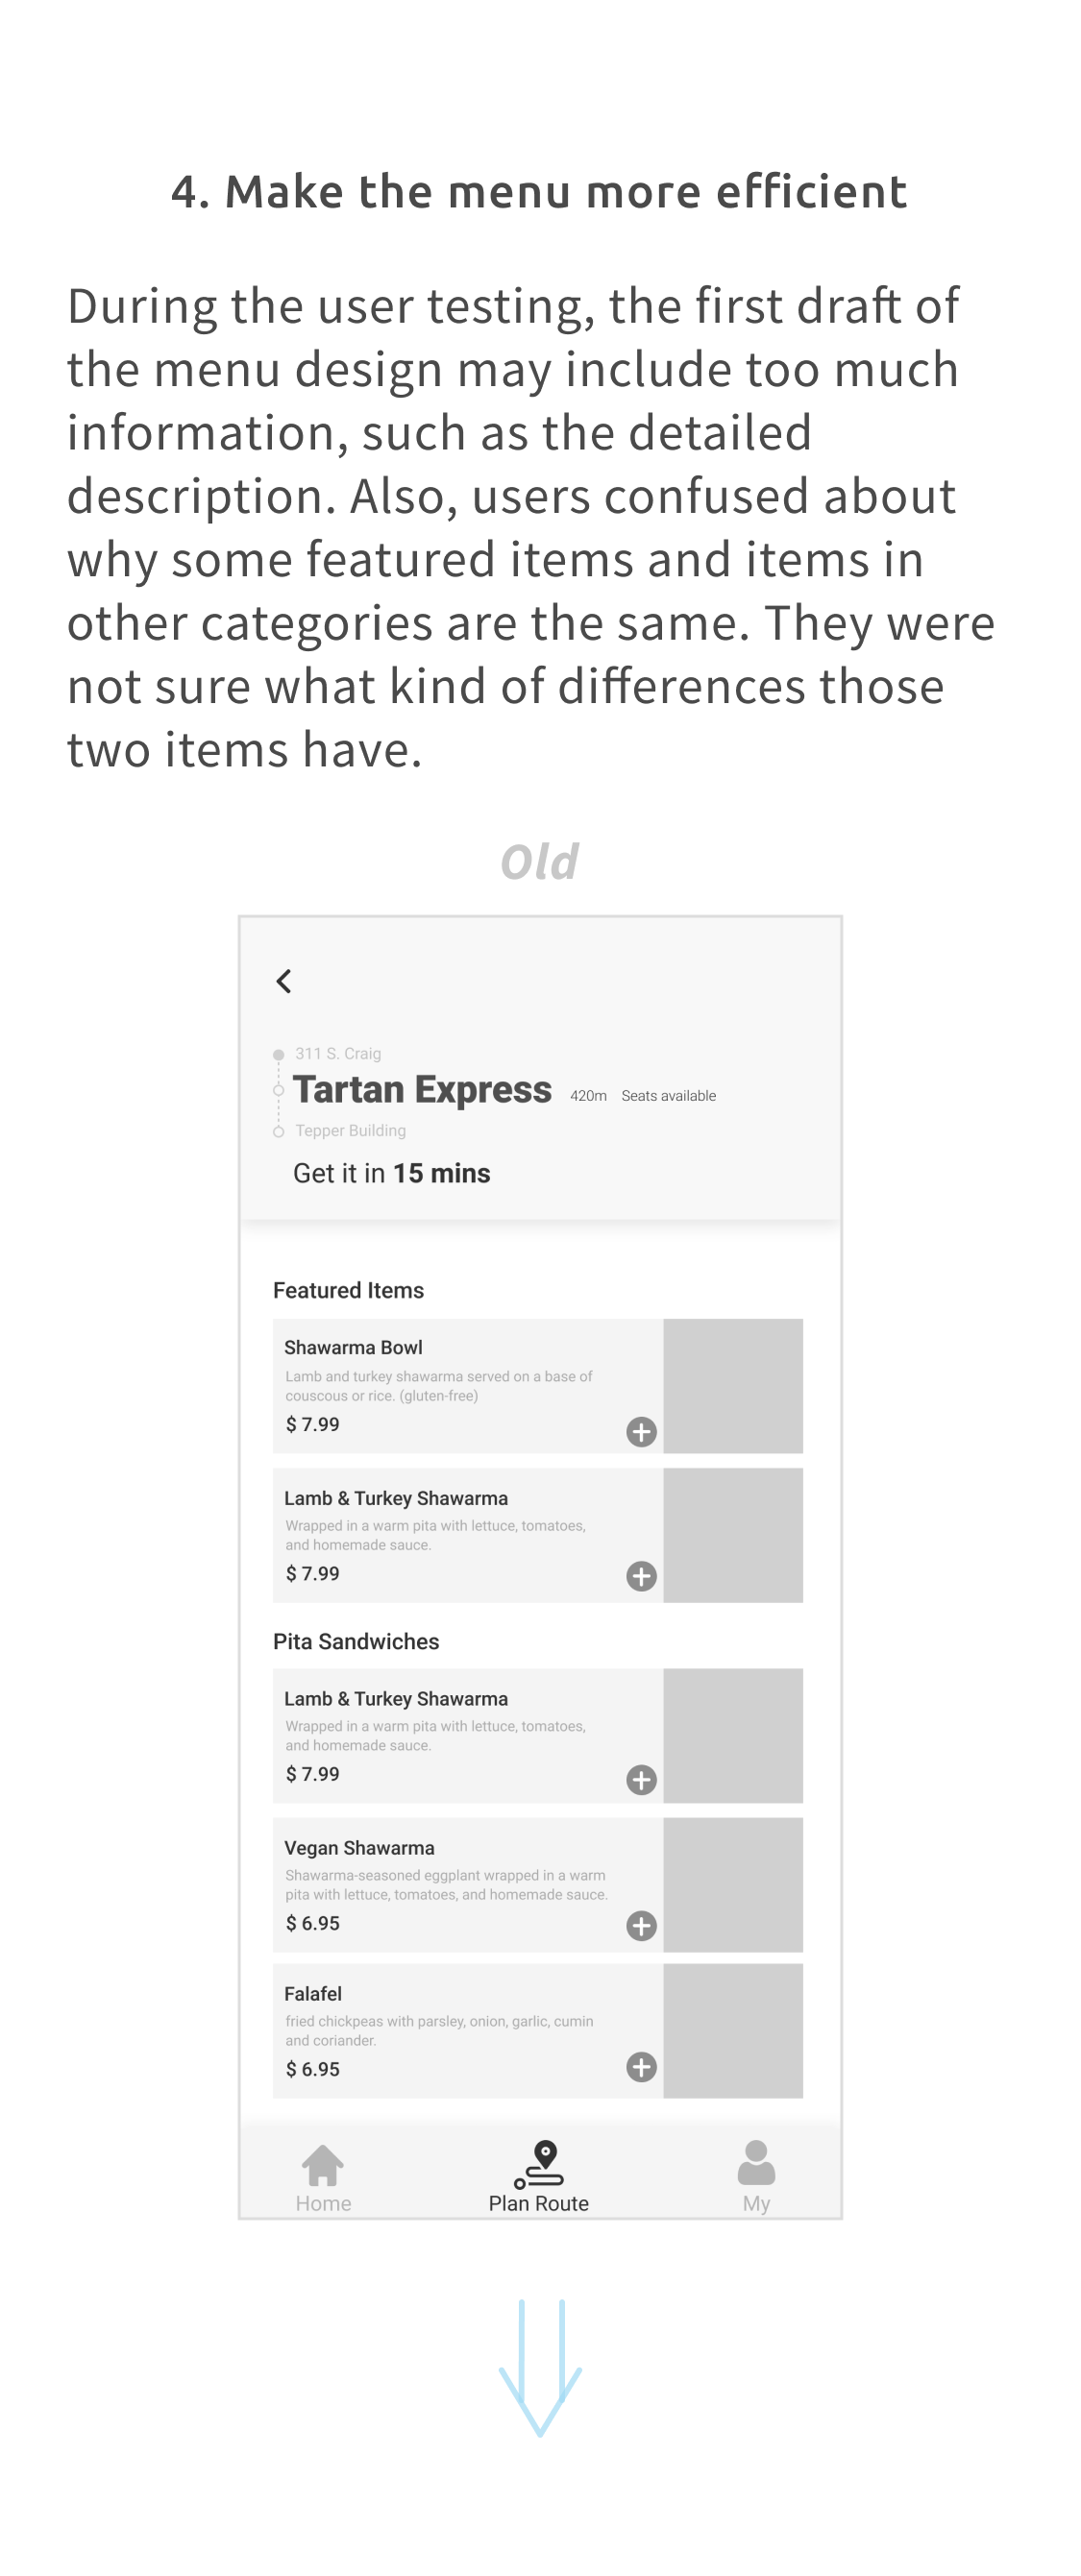 4. Make the menu more efficient
During the user testing, the first draft of
the menu design may include too much
information, such as the detailed
description. Also, users confused about
why some featured items and items in
other categories are the same. They were
not sure what kind of differences those
two items have.
Old
311 S. Craig
Tartan Express 420m Seats available
Tepper Building
Get it in 15 mins
Featured Items
Shawarma Bowl
Lamb and turkey shawarma served on a base of
couscous or rice. (gluten-free)
$ 7.99
Lamb & Turkey Shawarma
Wrapped in a warm pita with lettuce, tomatoes,
and homemade sauce.
$ 7.99
Pita Sandwiches
Lamb & Turkey Shawarma
Wrapped in a warm pita with lettuce, tomatoes,
and homemade sauce.
$ 7.99
Vegan Shawarma
Shawarma-seasoned eggplant wrapped in a warm
pita with lettuce, tomatoes, and homemade sauce.
$ 6.95
Falafel
fried chickpeas with parsley, onion, garlic, cumin
and coriander.
$ 6.95
Home Plan Route My